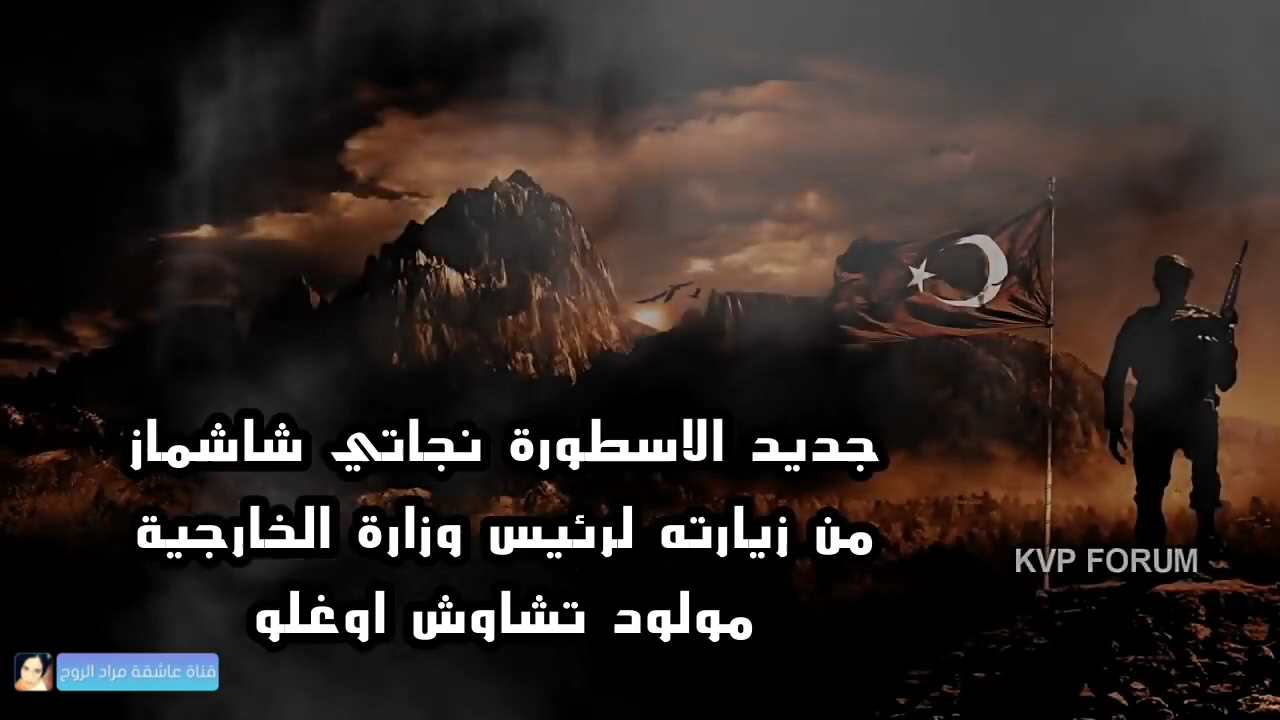 جديد الاسطورة نجاتي شاشماز
من زيارته لرئيس وزارة الخارجية
مولود تشاوش اوغلو
KVP FORUM
قناة عاشقة مراد الروح